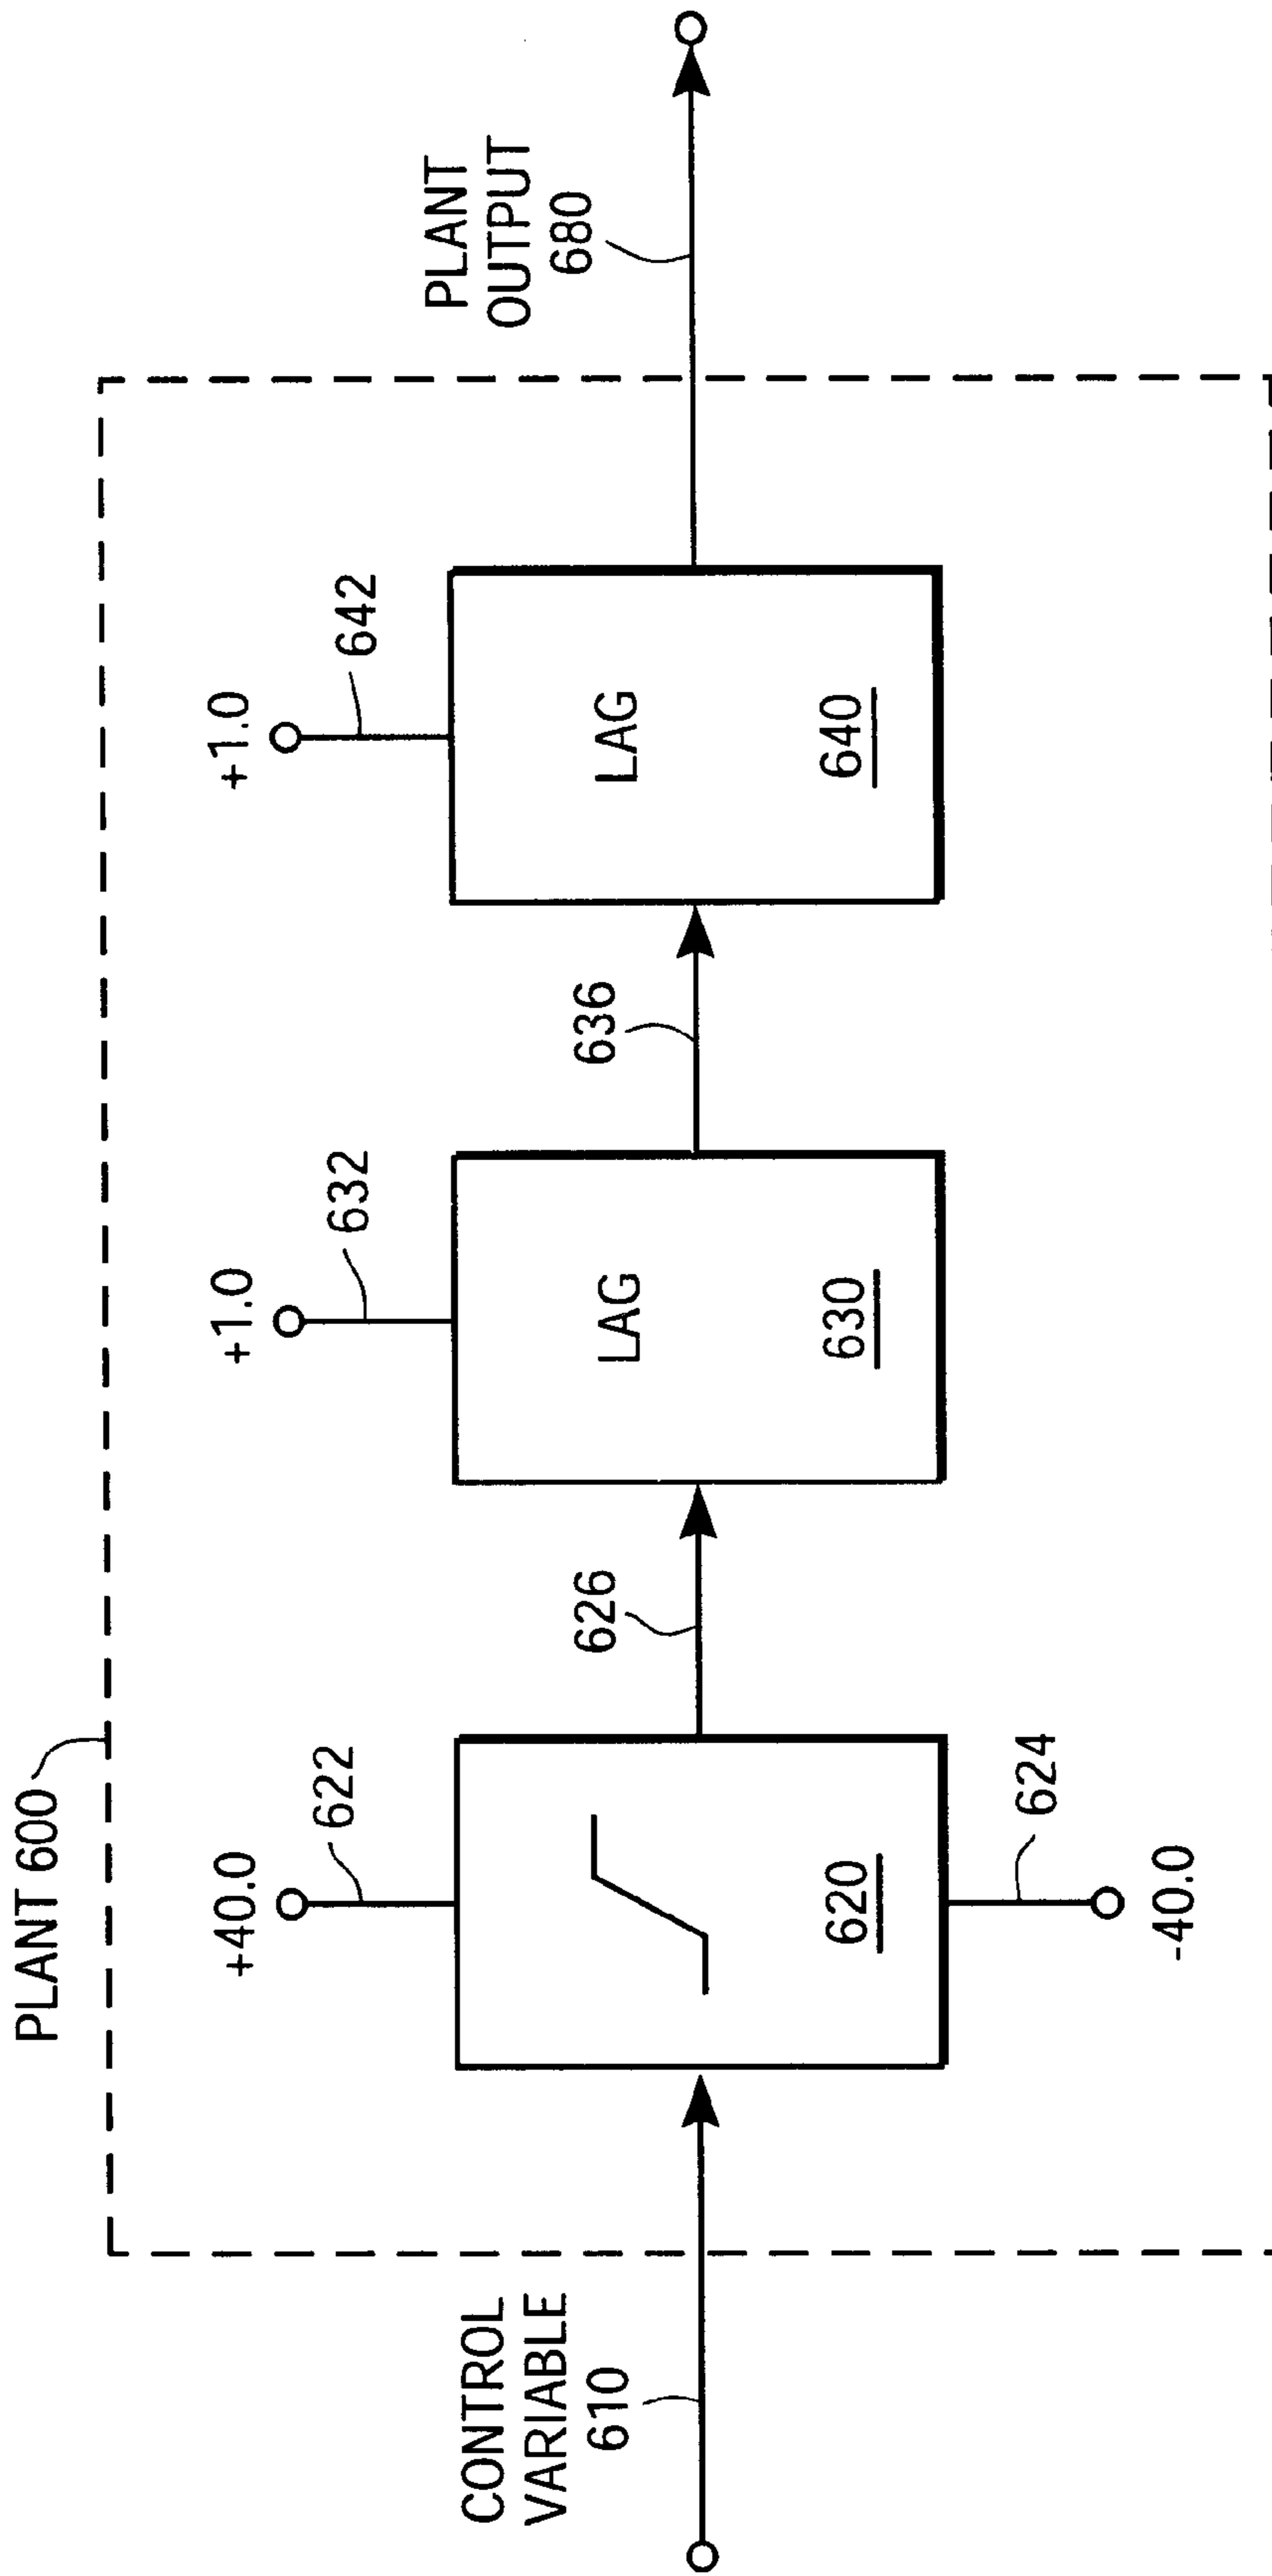 PLANT 600
CONTROL
VARIABLE
610
+40.0
622
620
624
-40.0
626
+1.0
632
LAG
630
636
+1.0
642
LAG
640
PLANT
OUTPUT
680